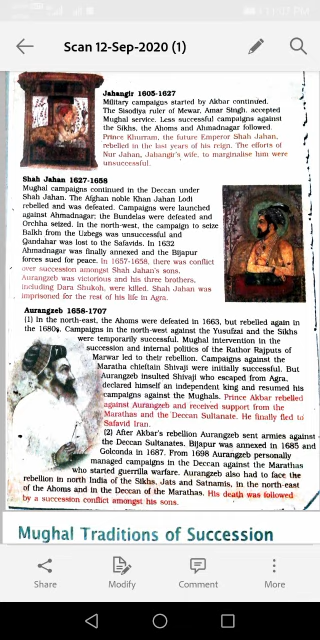 11:27 PM
Scan 12-Sep-2020 (1)
Jahangir 1605-1627
Military campaigns started by Akbar continued.
The Sisodiya ruler of Mewar, Amar Singh, accepted
Mughal service. Less successful campaigns against
the Sikhs, the Ahoms and Ahmadnagar followed.
Prince Khurram, the future Emperor Shah Jahan,
rebelled in the last years of his reign. The efforts of
Nur Jahan, Jahangir's wife, to marginalise him were
unsuccessful.
Shah Jahan 1627-1658
Mughal campaigns continued in the Deccan under
Shah Jahan. The Afghan noble Khan Jahan Lodi
rebelled and was defeated. Campaigns were launched
against Ahmadnagar; the Bundelas were defeated and
Orchha seized. In the north-west, the campaign to seize
Balkh from the Uzbegs was unsuccessful and
Qandahar was lost to the Safavids. In 1632
Ahmadnagar was finally annexed and the Bijapur
forces sued for peace. In 1657-1658, there was conflict
over succession amongst Shah Jahan's sons.
Aurangzeb was victorious and his three brothers,
including Dara Shukoh, were killed. Shah Jahan was
imprisoned for the rest of his life in Agra.
Aurangzeb 1658-1707
(1) In the north-east, the Ahoms were defeated in 1663, but rebelled again in
the 1680s. Campaigns in the north-west against the Yusufzai and the Sikhs
were temporarily successful. Mughal intervention in the
succession and internal politics of the Rathor Rajputs of
Marwar led to their rebellion. Campaigns against the
Maratha chieftain Shivaji were initially successful. But
Aurangzeb insulted Shivaji who escaped from Agra,
declared himself an independent king and resumed his
campaigns against the Mughals. Prince Akbar rebelled
against Aurangzeb and received support from the
Marathas and the Deccan Sultanate. He finally fled to
Safavid Iran.
(2) After Akbar's rebellion Aurangzeb sent armies against
the Deccan Sultanates. Bijapur was annexed in 1685 and
Golconda in 1687. From 1698 Aurangzeb personally
managed campaigns in the Deccan against the Marathas
who started guerrilla warfare. Aurangzeb also had to face the
rebellion in north India of the Sikhs, Jats and Satnamis, in the north-east
of the Ahoms and in the Deccan of the Marathas. His death was followed
by a succession conflict amongst his sons.
Mughal Traditions of Succession
Share
Modify
Comment
More